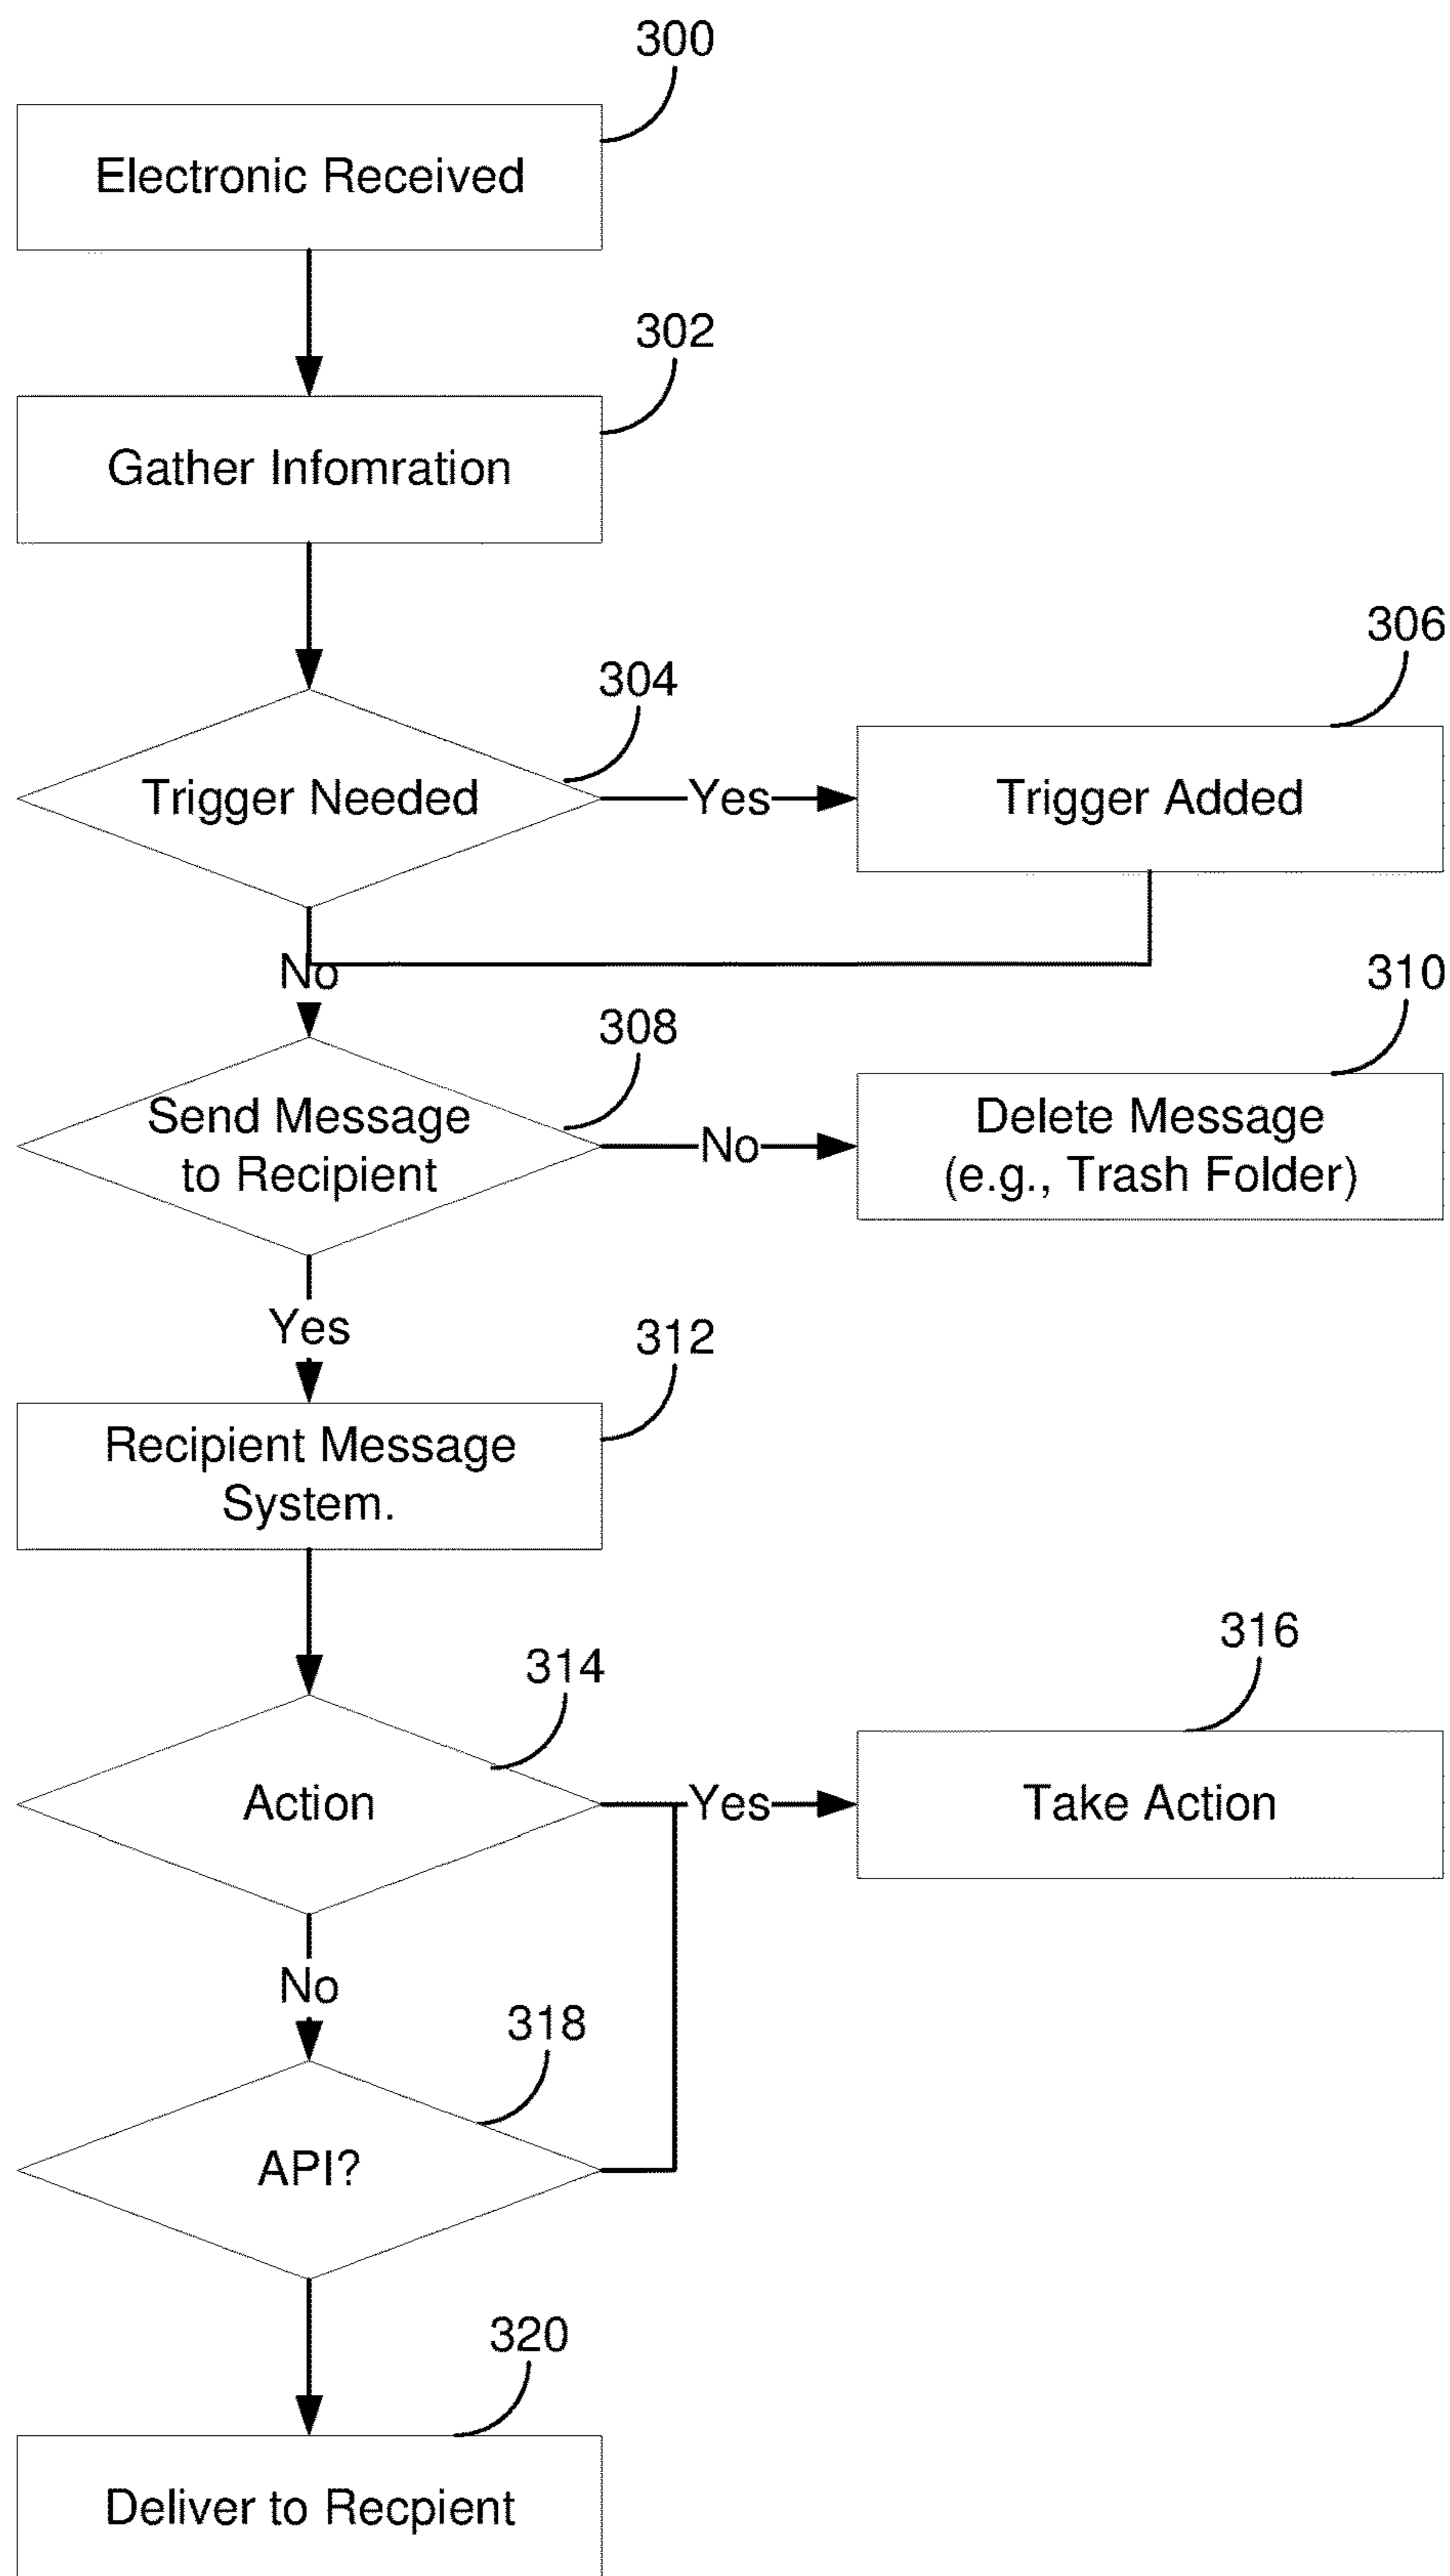 300
Electronic Received
302
Gather Infomration
304
306
Trigger Needed
Yes
Trigger Added
No
308
310
Send Message
to Recipient
No
Delete Message
(e.g., Trash Folder)
Yes
312
Recipient Message
System.
314
316
Action
Yes
Take Action
No
318
API?
320
Deliver to Recpient